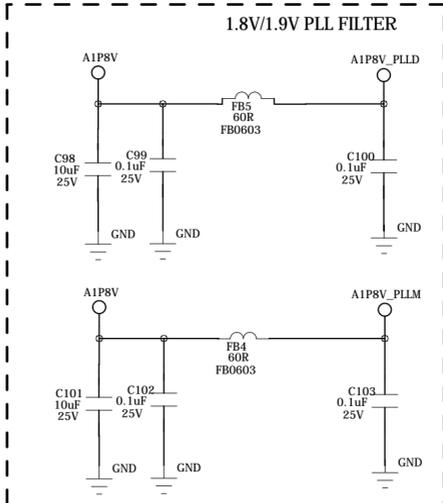 1.8V/1.9V PLL FILTER
A1P8V
A1P8V_PLLD
FB5
60R
FB0603
C98
10uF
25V
C99
0.1uF
25V
C100
0.1uF
25V
GND
GND
GND
A1P8V
A1P8V_PLLM
FB4
60R
FB0603
C101
10uF
25V
C102
0.1uF
25V
C103
0.1uF
25V
GND
GND
GND